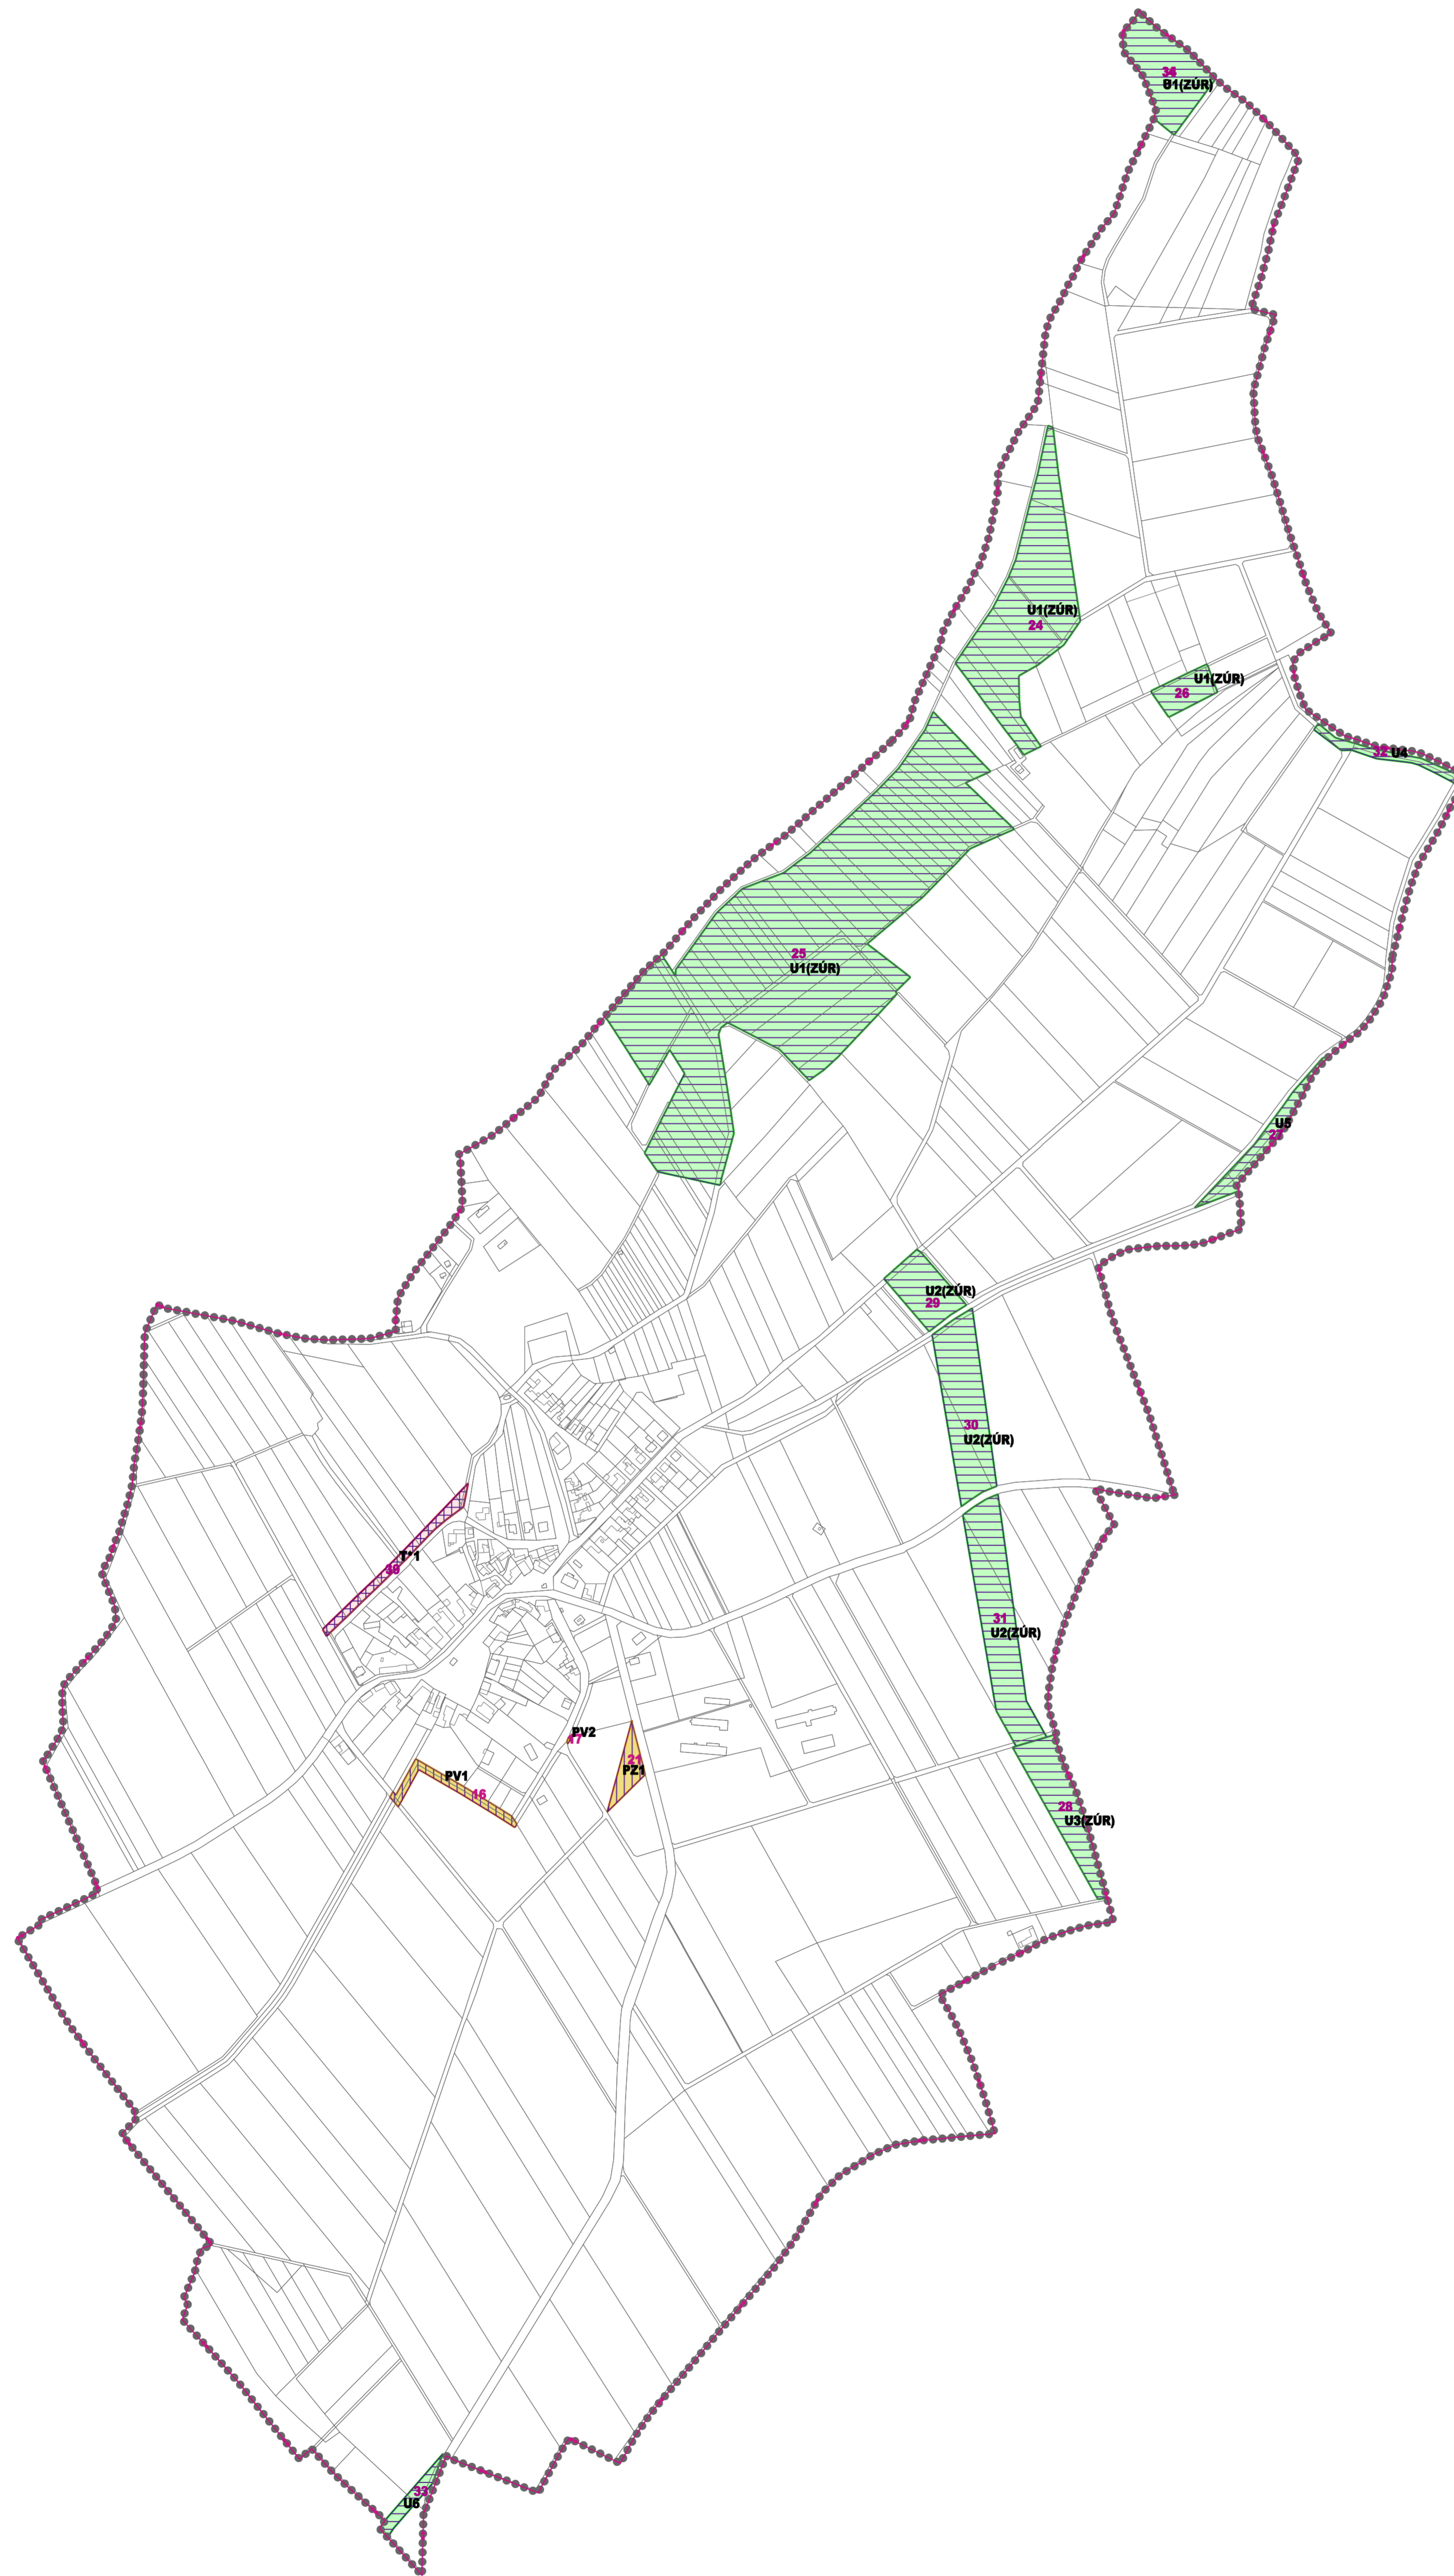 U1(ZÚR)
U1(ZÚR)
24
U1(ZÚR)
26
32 U4
25
U1(ZÚR)
U5
U2(ZÚR)
29
30
U2(ZÚR)
T*1
31
U2(ZÚR)
PV2
17
21
PZ1
PV1
16
28
U3(ZÚR)
33
U6